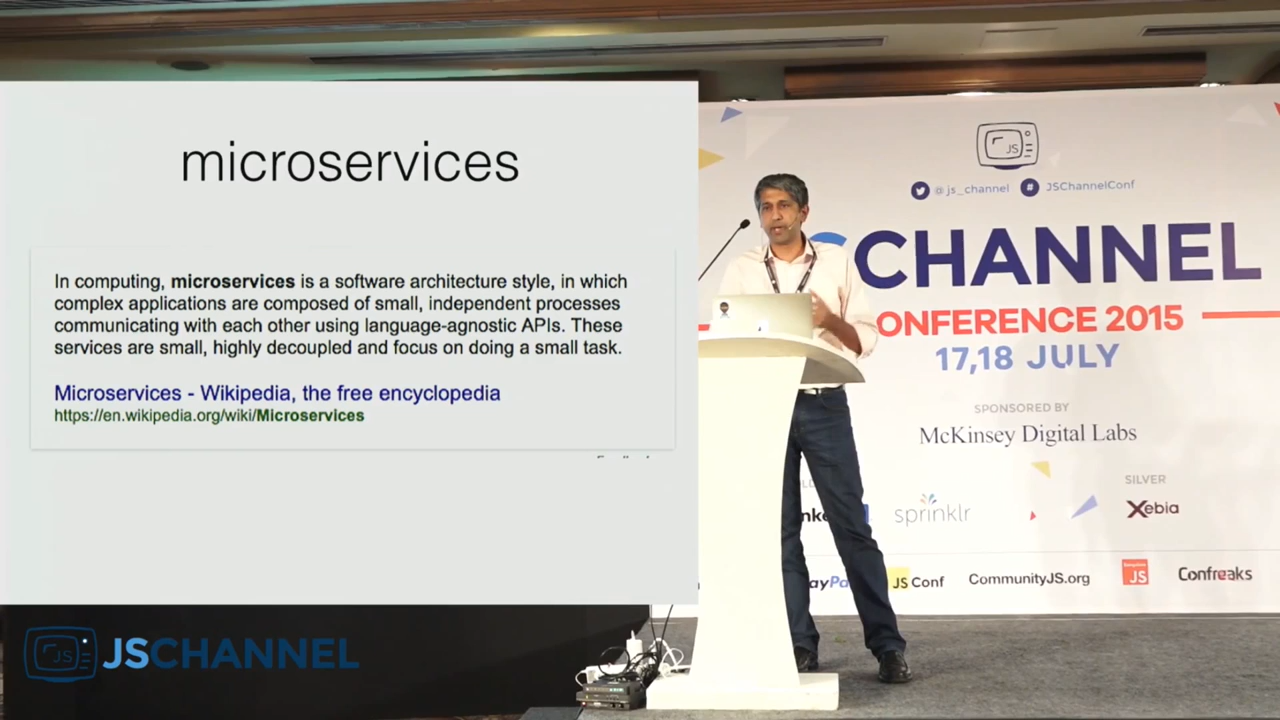 microservices
In computing, microservices is a software architecture style, in which
complex applications are composed of small, independent processes
communicating with each other using language-agnostic APIs. These
services are small, highly decoupled and focus on doing a small task.
Microservices - Wikipedia, the free encyclopedia
https://en.wikipedia.org/wiki/Microservices
JS
@js_channel # JSChannelConf
CHANNEL
ONFERENCE 2015
17,18 JULY
SPONSORED BY
McKinsey Digital Labs
SILVER
sprinklr
Xebia
JS Conf
CommunityJS.org
JS
Confreaks
JS
JSCHANNEL